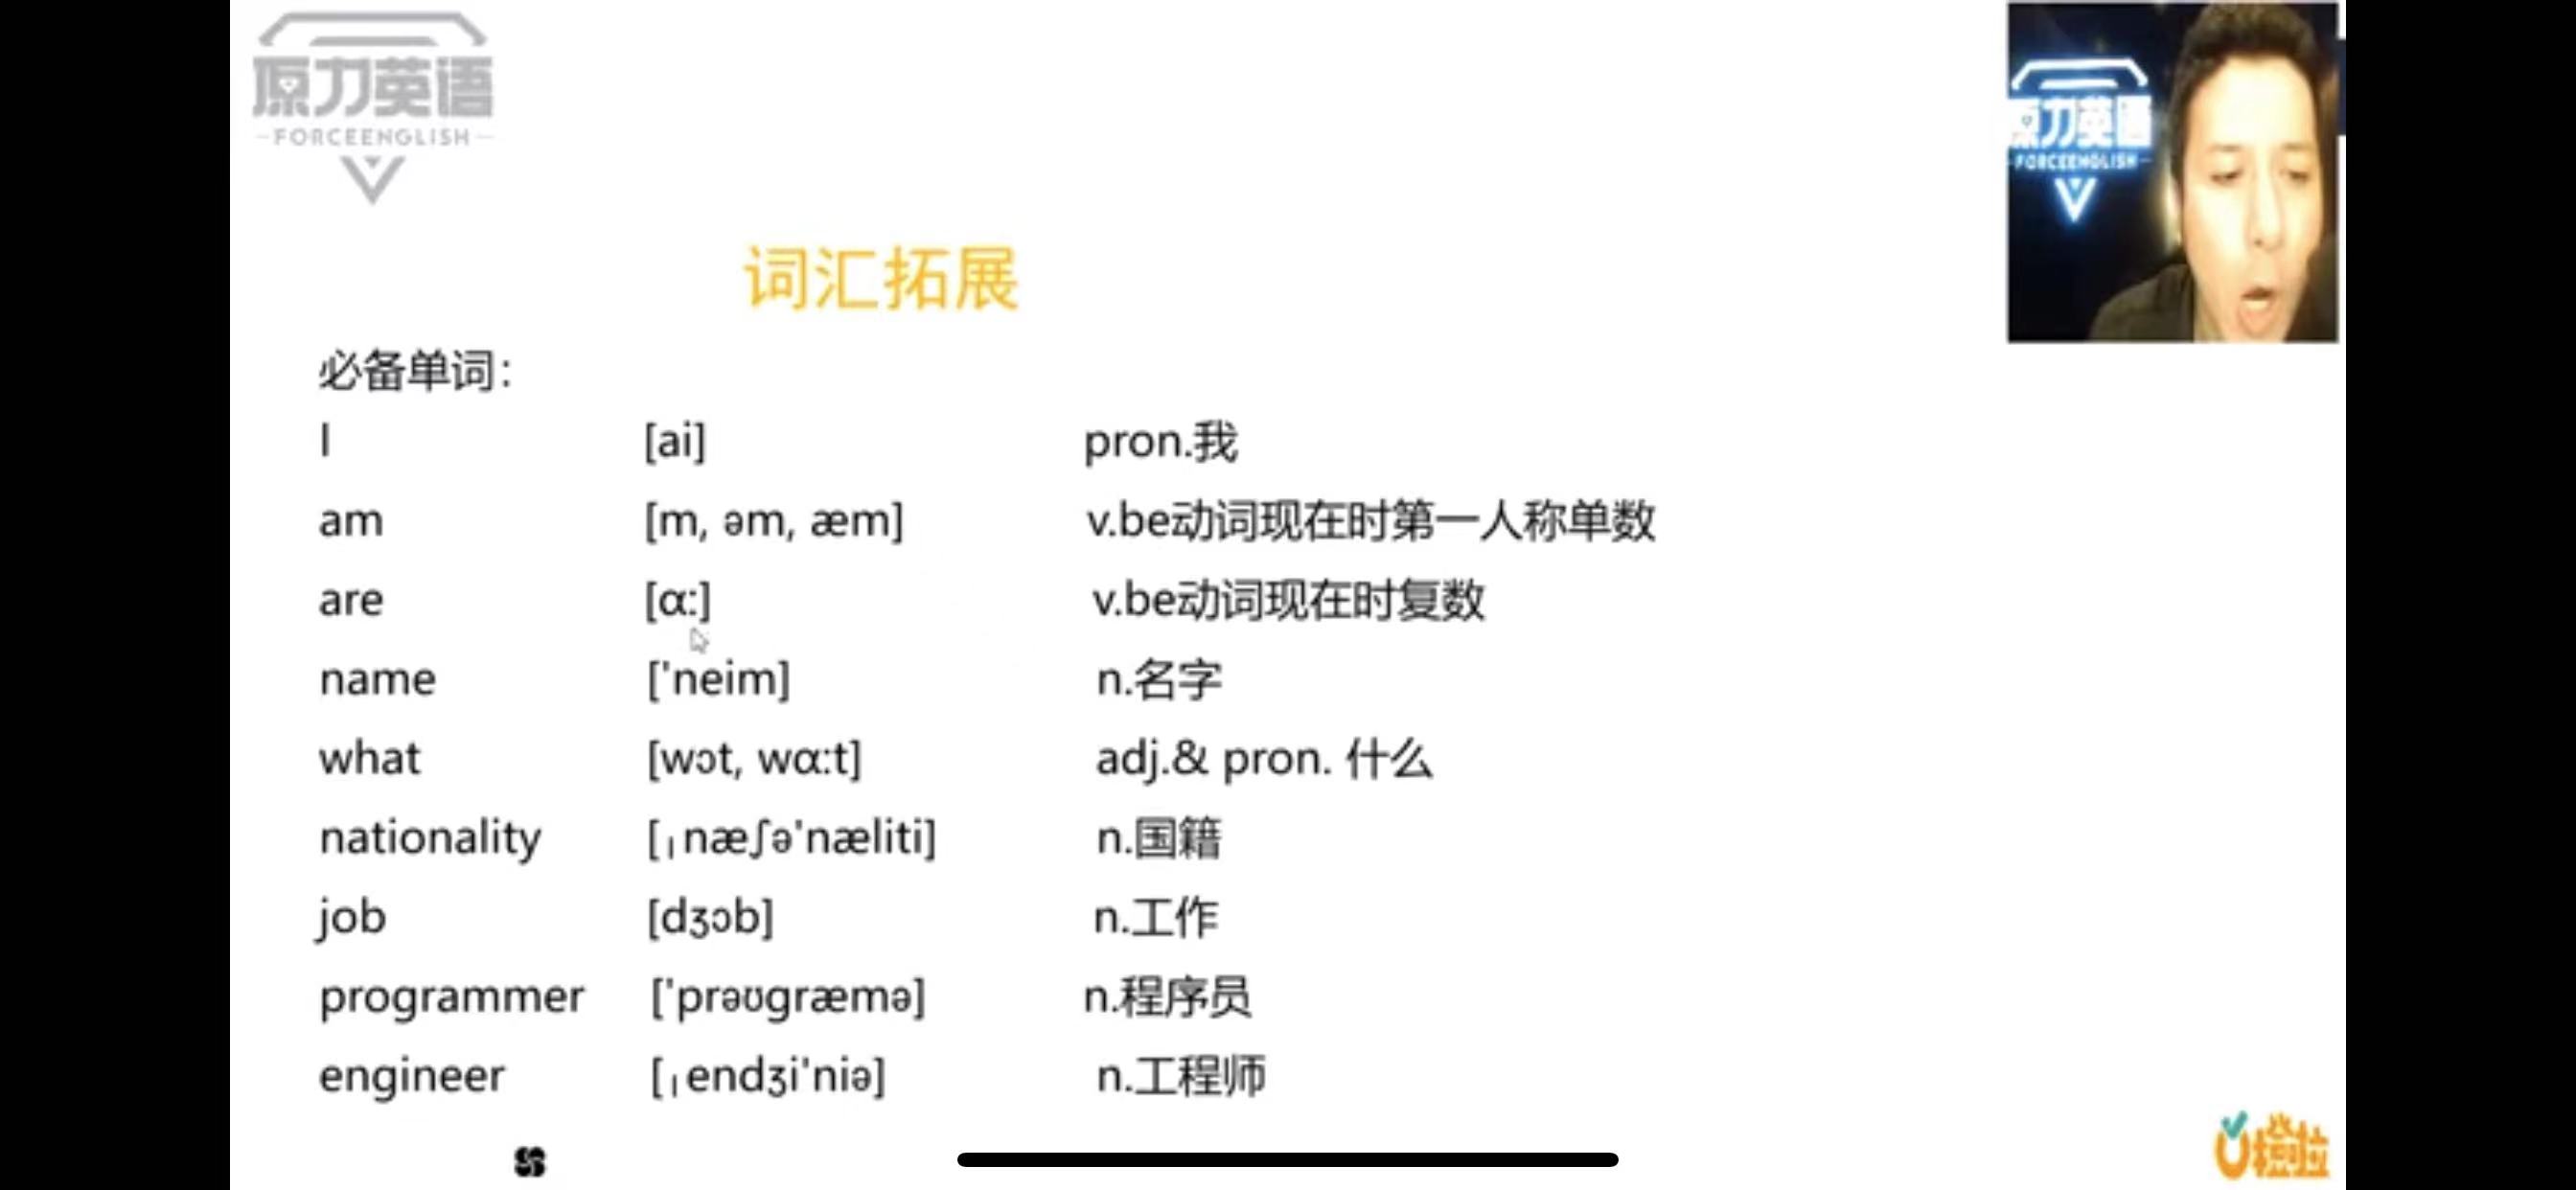 原力英语
FORCEENGLISH
原力英语
FORCEENGLISH
词汇拓展
必备单词：
I [ai] pron.我
am [m, əm, æm] v.be动词现在时第一人称单数
are [ɑ:] v.be动词现在时复数
name ['neim] n.名字
what [wɔt, wɑ:t] adj.& pron. 什么
nationality [ˌnæʃə'næliti] n.国籍
job [dʒɔb] n.工作
programmer ['prəʊgræmə] n.程序员
engineer [ˌendʒi'niə] n.工程师
橙啦